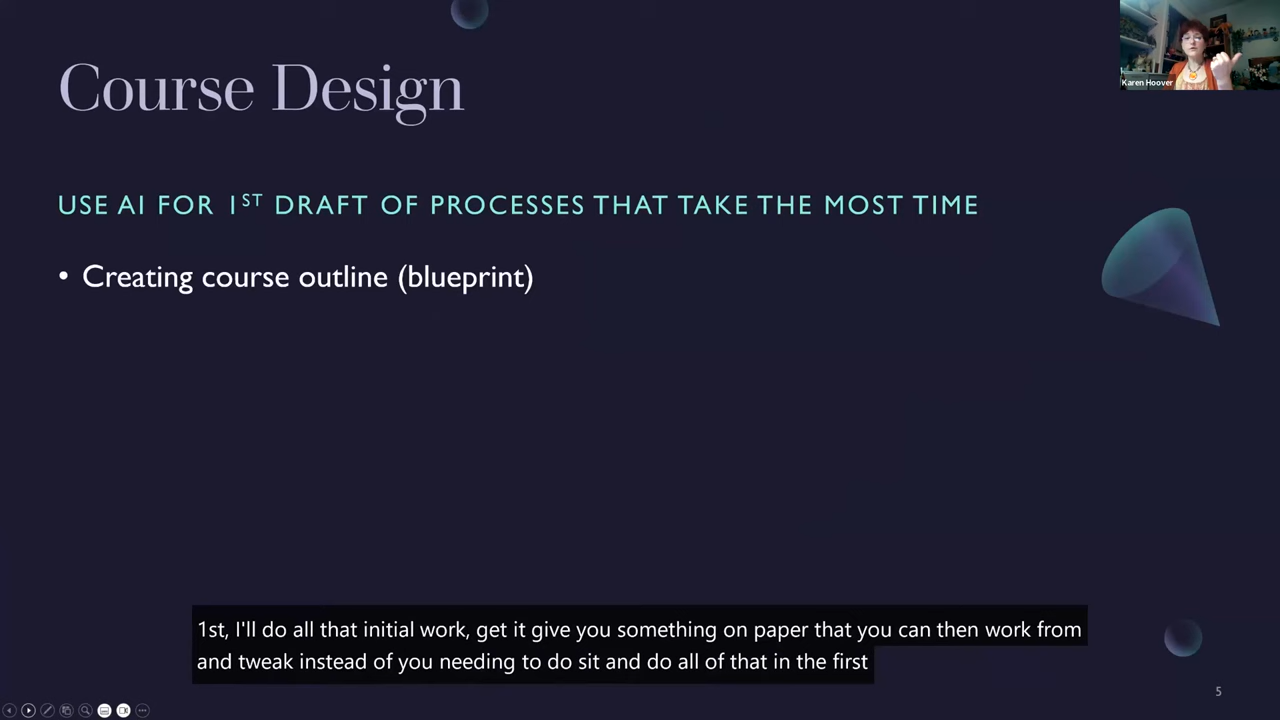 Course Design
Karen Hoover
USE AI FOR 1ST DRAFT OF PROCESSES THAT TAKE THE MOST TIME
• Creating course outline (blueprint)
1st, I'll do all that initial work, get it give you something on paper that you can then work from
and tweak instead of you needing to do sit and do all of that in the first
5